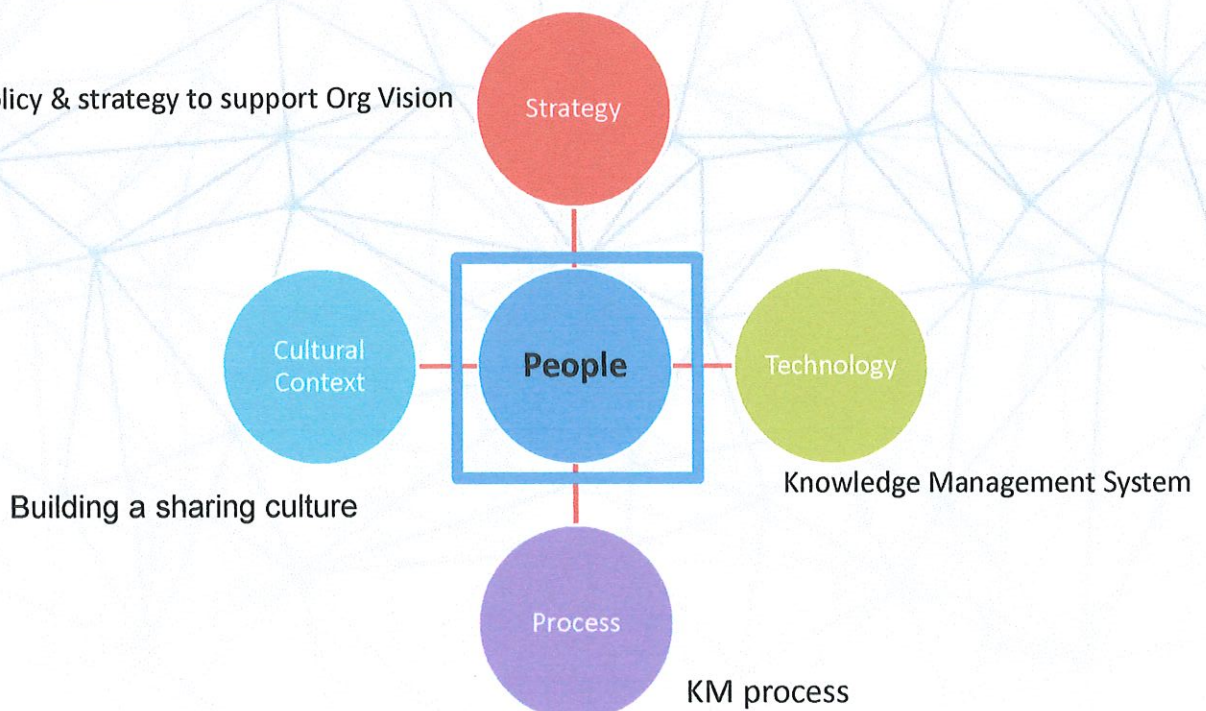 Strategy
& strategy to support Org Vision
Cultural
Context
People
Technology
Knowledge Management System
Building a sharing culture
Process
KM process